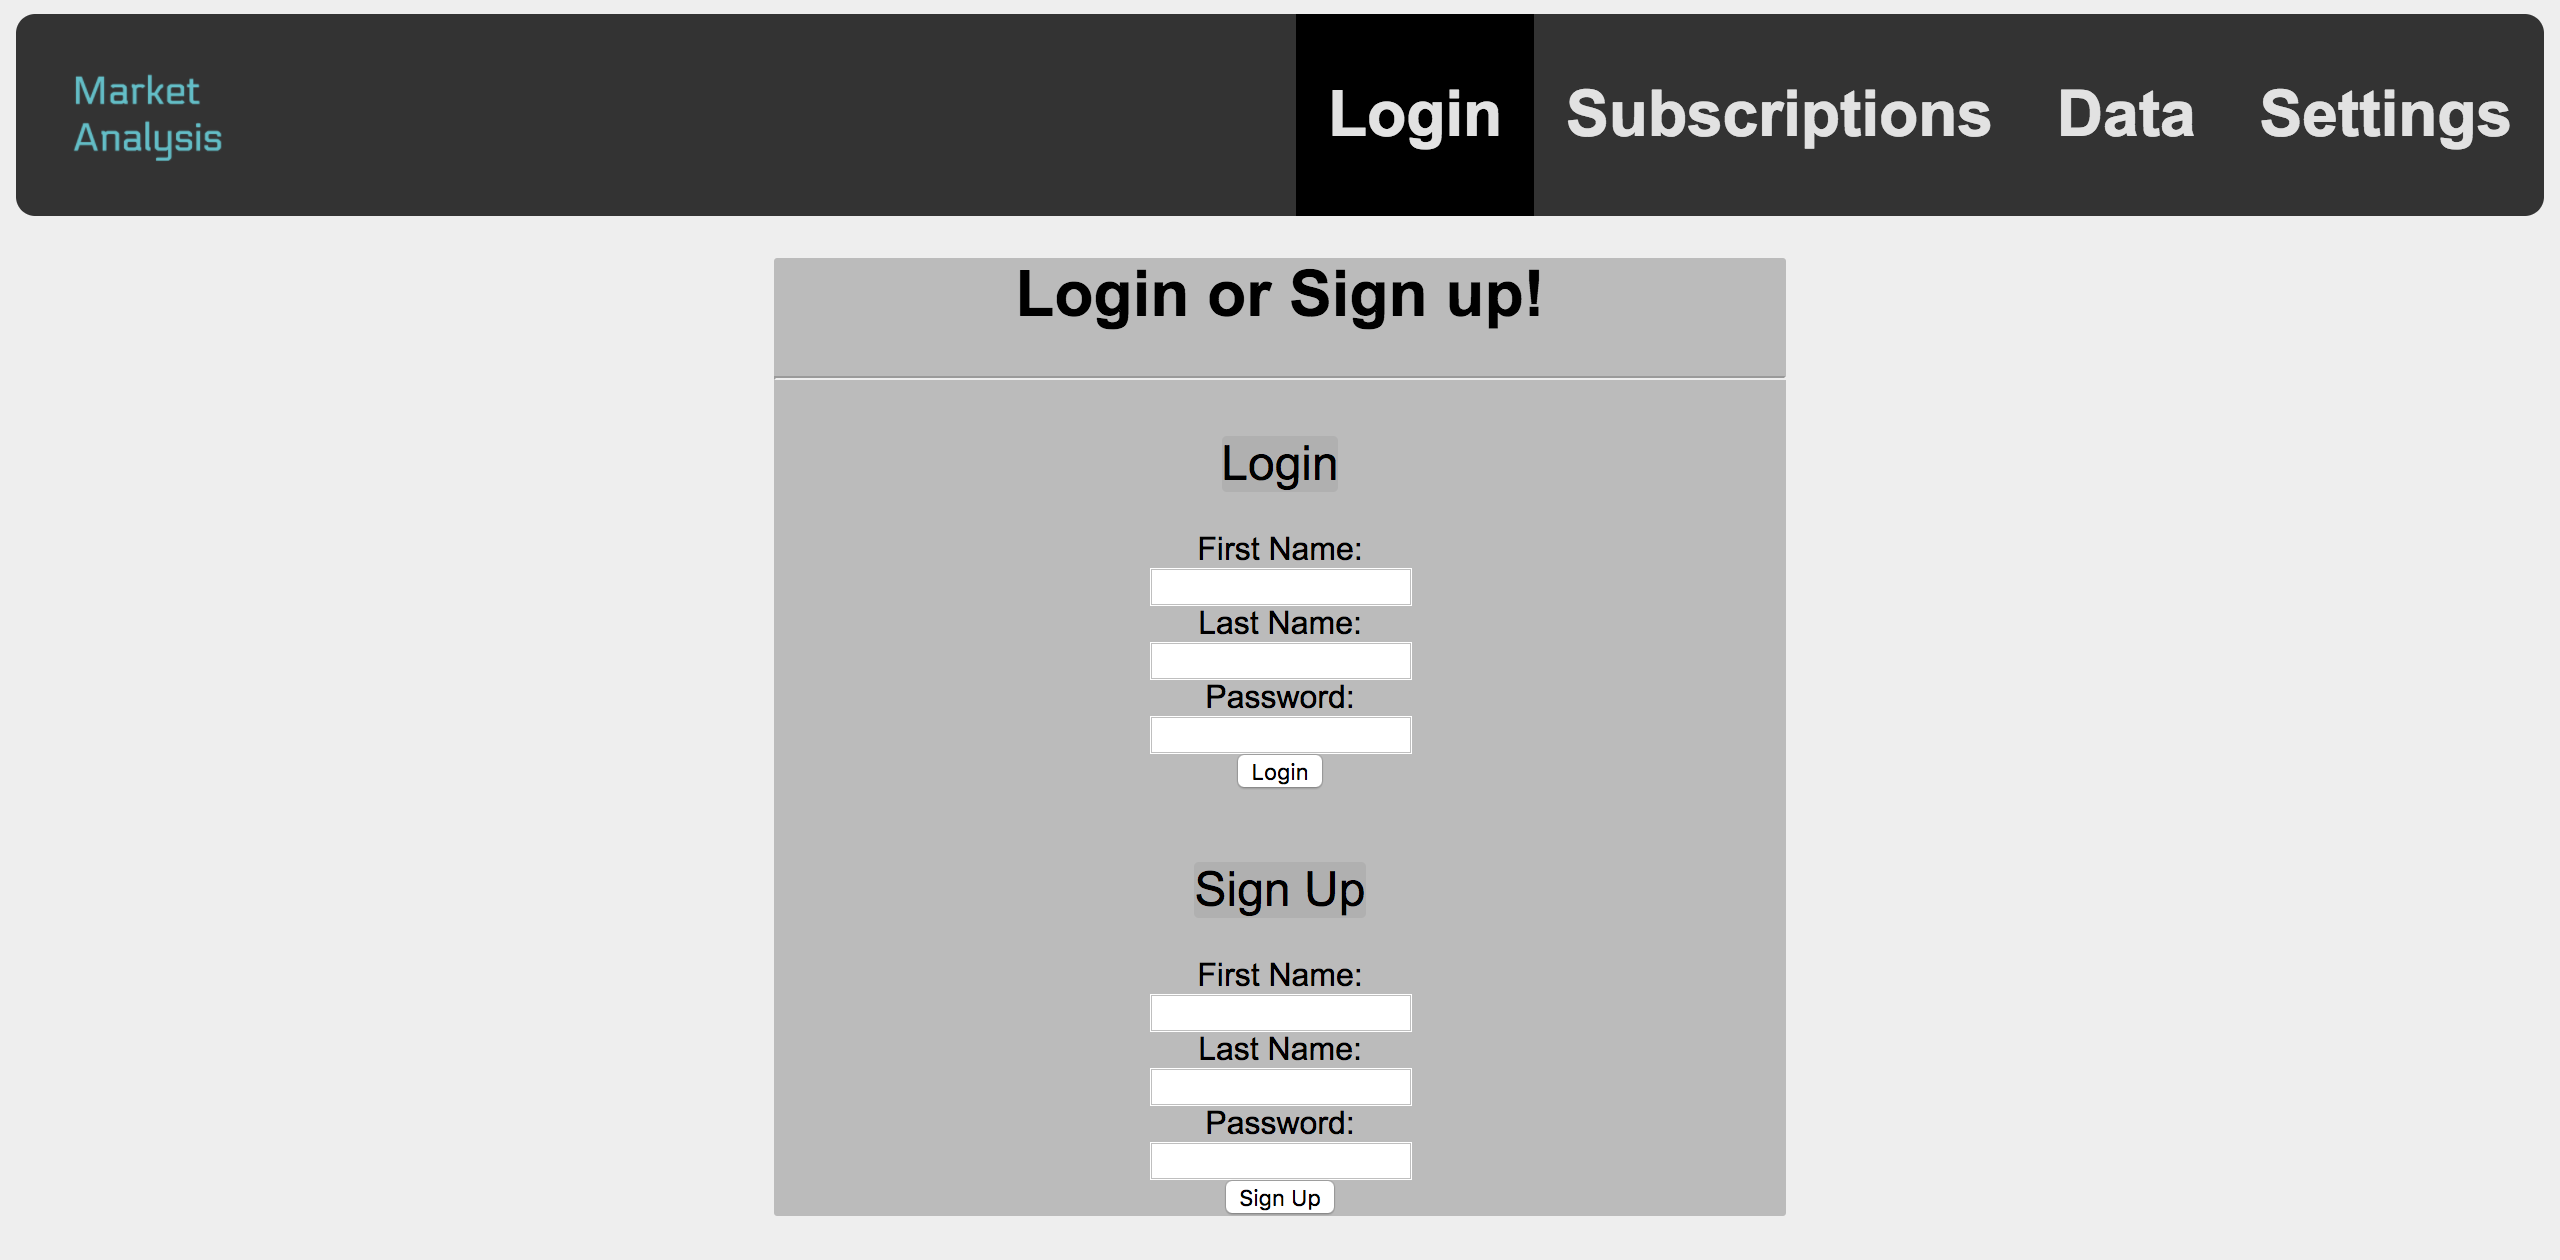 Market
Analysis
Login Subscriptions Data Settings
Login or Sign up!
Login
First Name:
Last Name:
Password:
Login
Sign Up
First Name:
Last Name:
Password:
Sign Up